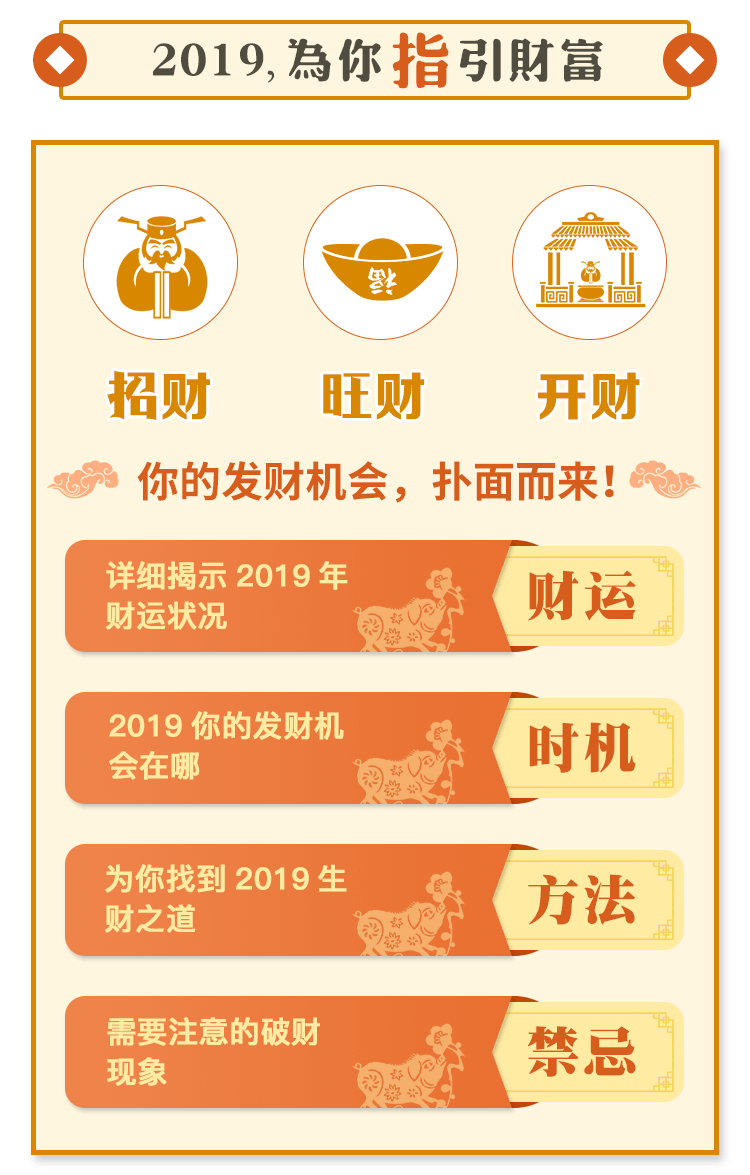 2019,為你指引財富
招财 旺财 开财
你的发财机会，扑面而来！
详细揭示 2019 年
财运状况
财运
2019 你的发财机
会在哪
时机
为你找到 2019 生
财之道
方法
需要注意的破财
现象
禁忌
福